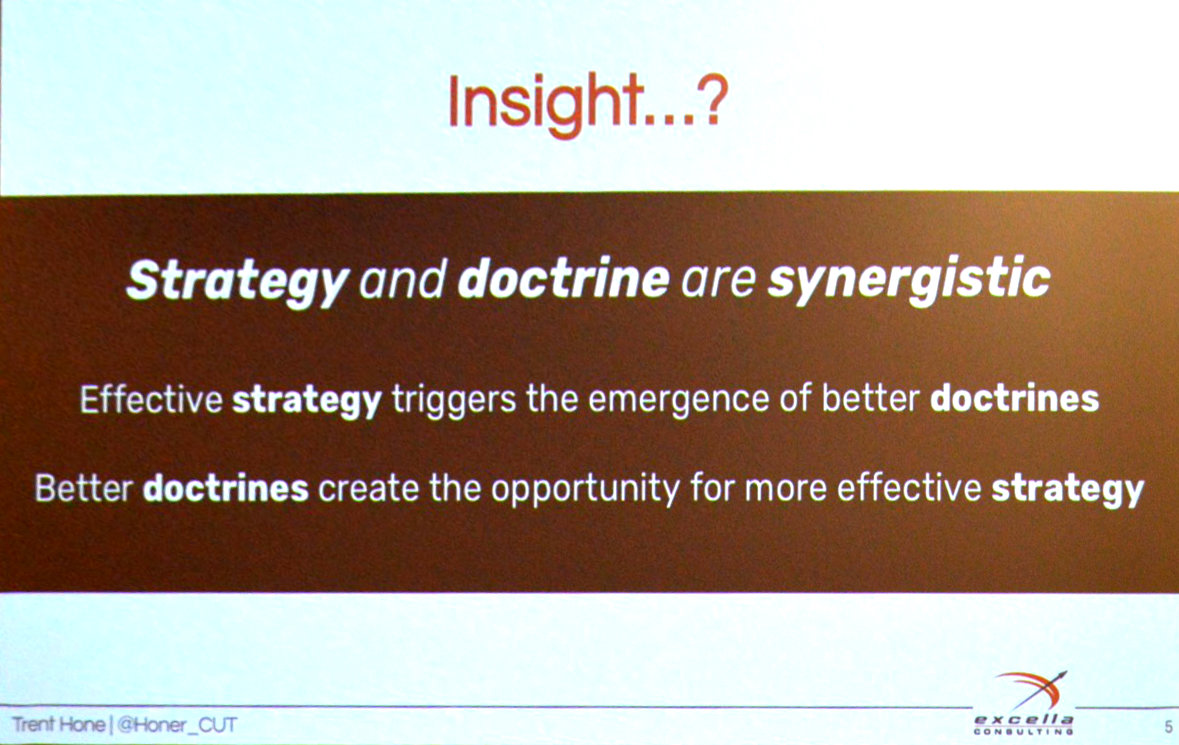 Insight...?
Strategy and doctrine are synergistic
Effective strategy triggers the emergence of better doctrines
Better doctrines create the opportunity for more effective strategy
Trent Hone | @Honer_CUT
excella
CONSULTING
5